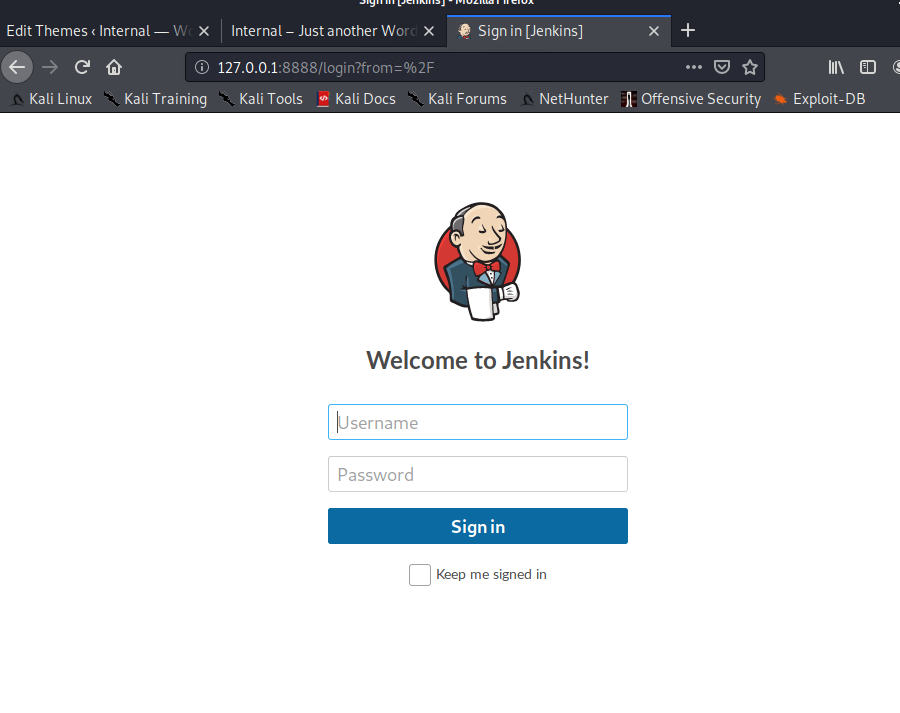 Sign in [Jenkins] - Mozilla Firefox
Edit Themes ‹ Internal — Wo
Internal – Just another Word
Sign in [Jenkins]
127.0.0.1:8888/login?from=%2F
Kali Linux Kali Training Kali Tools Kali Docs Kali Forums NetHunter Offensive Security Exploit-DB
Welcome to Jenkins!
Username
Password
Sign in
Keep me signed in